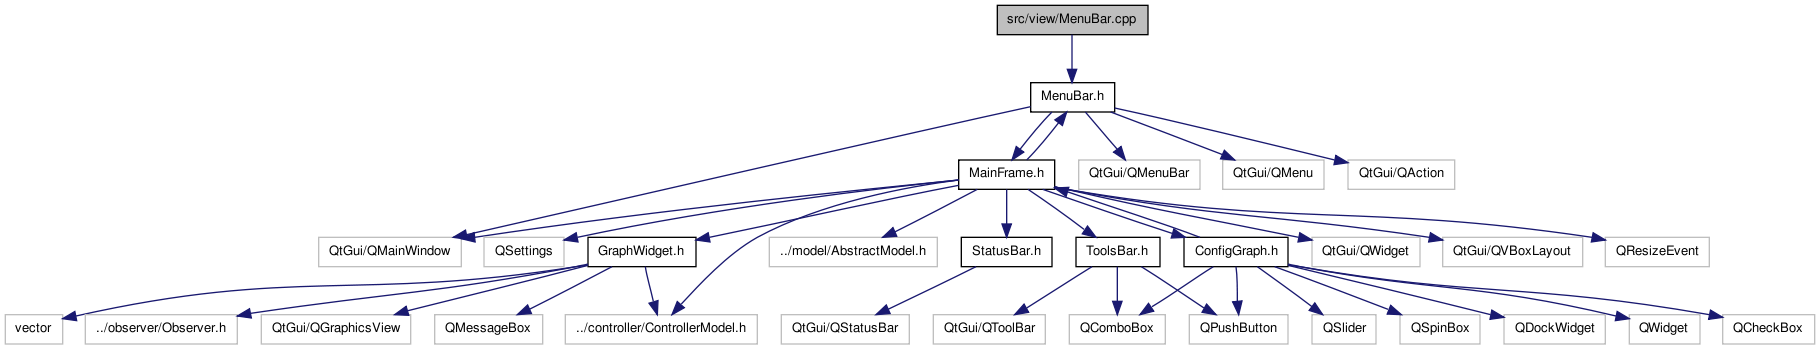 src/view/MenuBar.cpp
MenuBar.h
MainFrame.h
QtGui/QMenuBar
QtGui/QMenu
QtGui/QAction
QtGui/QMainWindow
QSettings
GraphWidget.h
../model/AbstractModel.h
StatusBar.h
ToolsBar.h
ConfigGraph.h
QtGui/QWidget
QtGui/QVBoxLayout
QResizeEvent
vector
../observer/Observer.h
QtGui/QGraphicsView
QMessageBox
../controller/ControllerModel.h
QtGui/QStatusBar
QtGui/QToolBar
QComboBox
QPushButton
QSlider
QSpinBox
QDockWidget
QWidget
QCheckBox